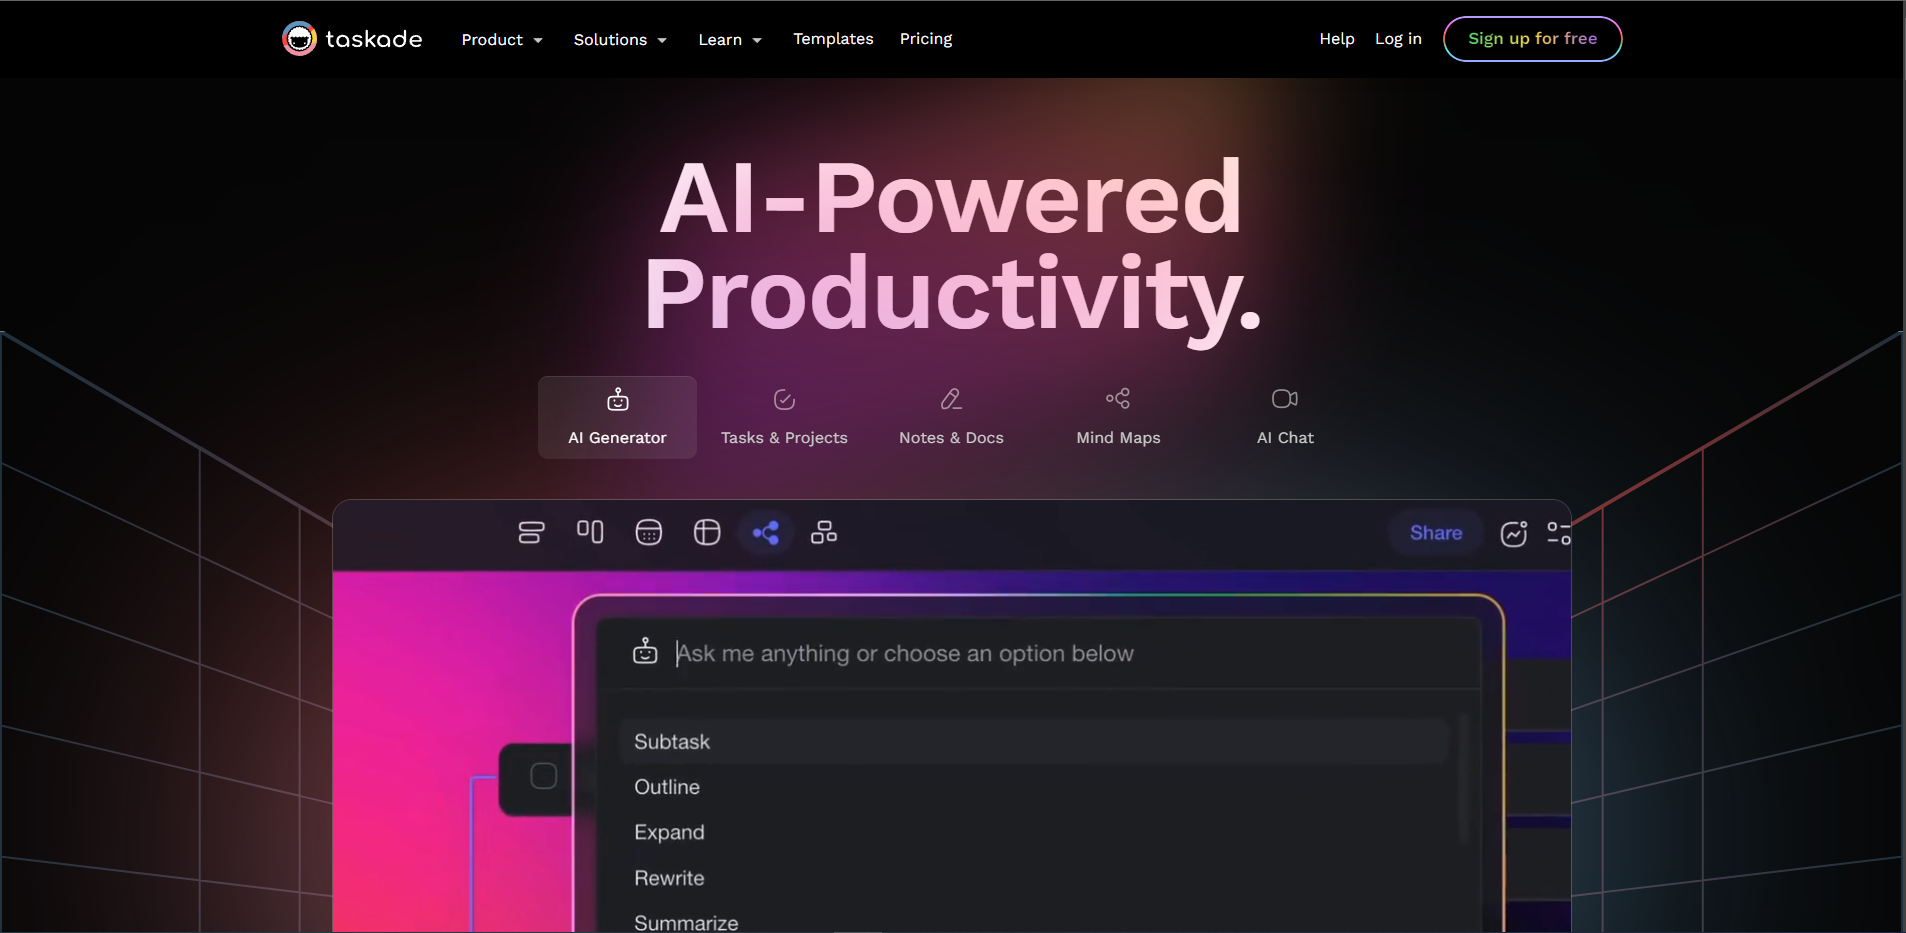 taskade
Product
Solutions
Learn
Templates
Pricing
Help
Log in
Sign up for free
AI-Powered
Productivity.
AI Generator
Tasks & Projects
Notes & Docs
Mind Maps
AI Chat
Share
Ask me anything or choose an option below
Subtask
Outline
Expand
Rewrite
Summarize